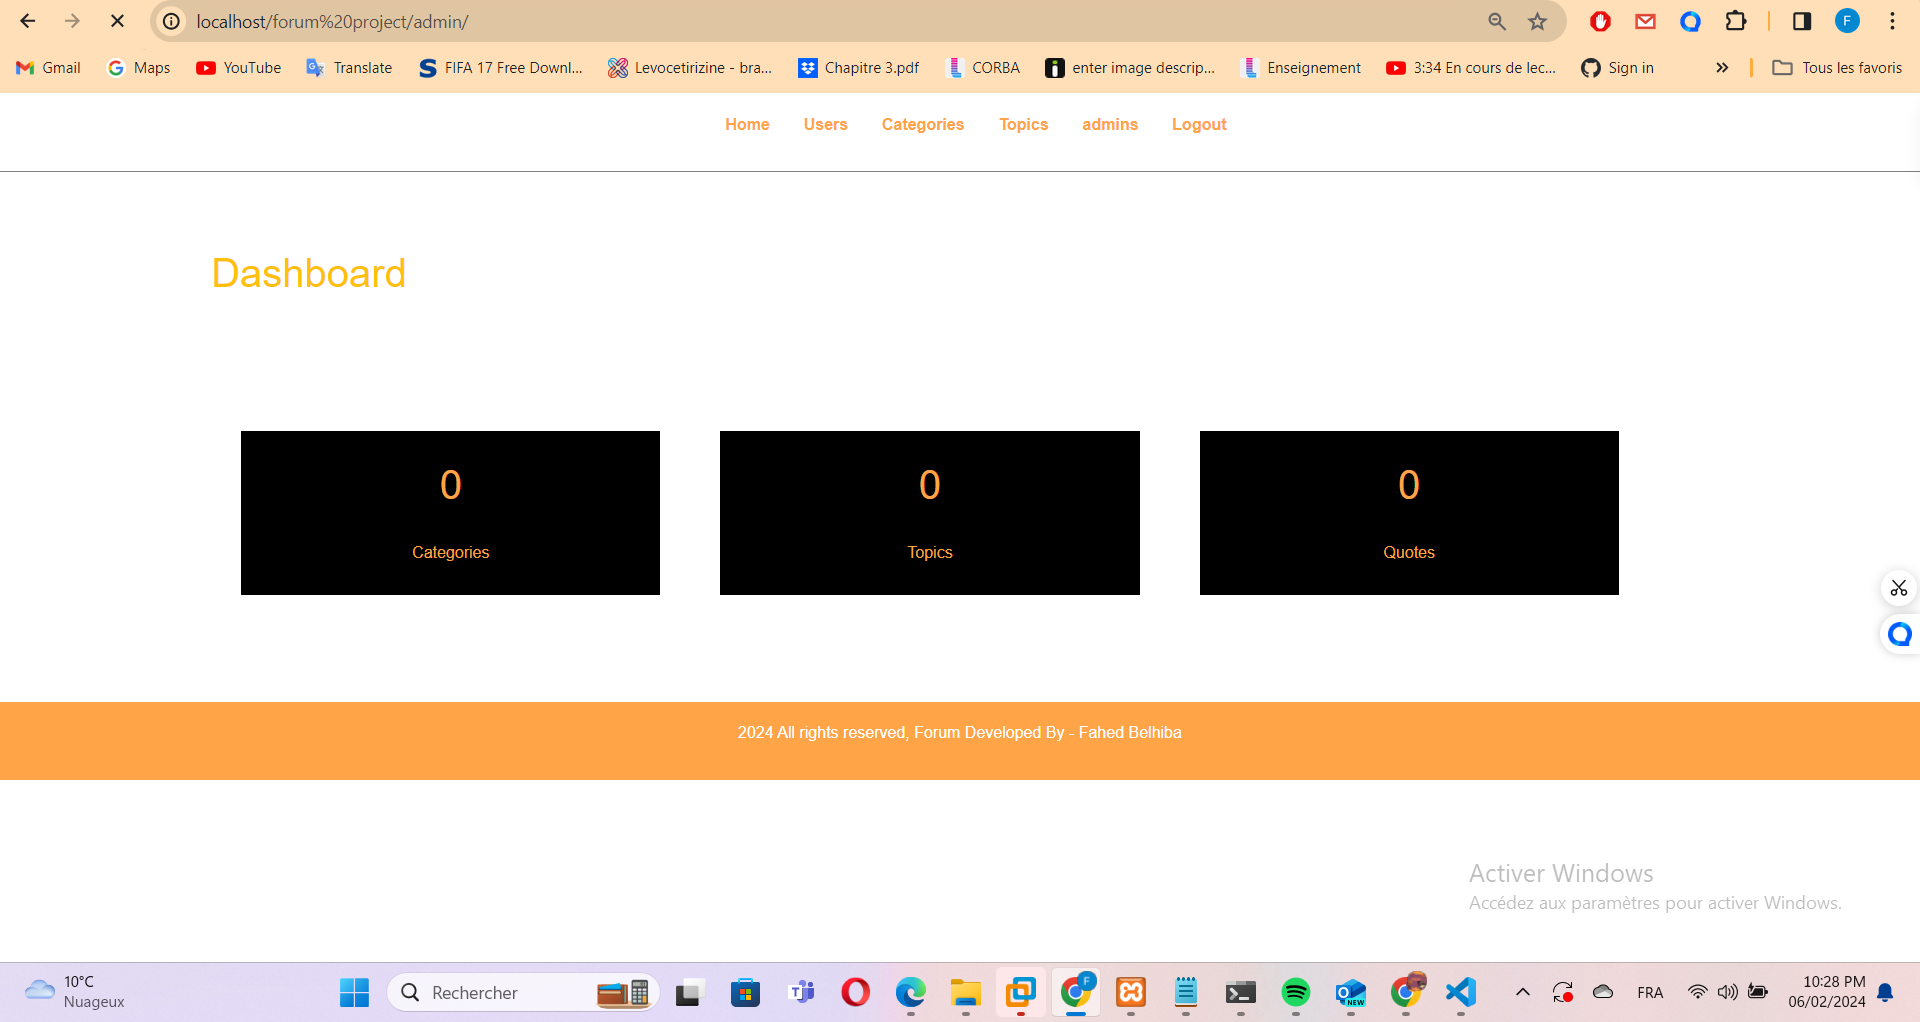 localhost/forum%20project/admin/
F
Gmail Maps YouTube Translate FIFA 17 Free Downl... Levocetirizine - bra... Chapitre 3.pdf CORBA enter image descrip... Enseignement 3:34 En cours de lec... Sign in Tous les favoris
Home Users Categories Topics admins Logout
Dashboard
0 0 0
Categories Topics Quotes
2024 All rights reserved, Forum Developed By - Fahed Belhiba
Activer Windows
Accédez aux paramètres pour activer Windows.
10°C
Nuageux
Rechercher
F
NEW
FRA
10:28 PM
06/02/2024